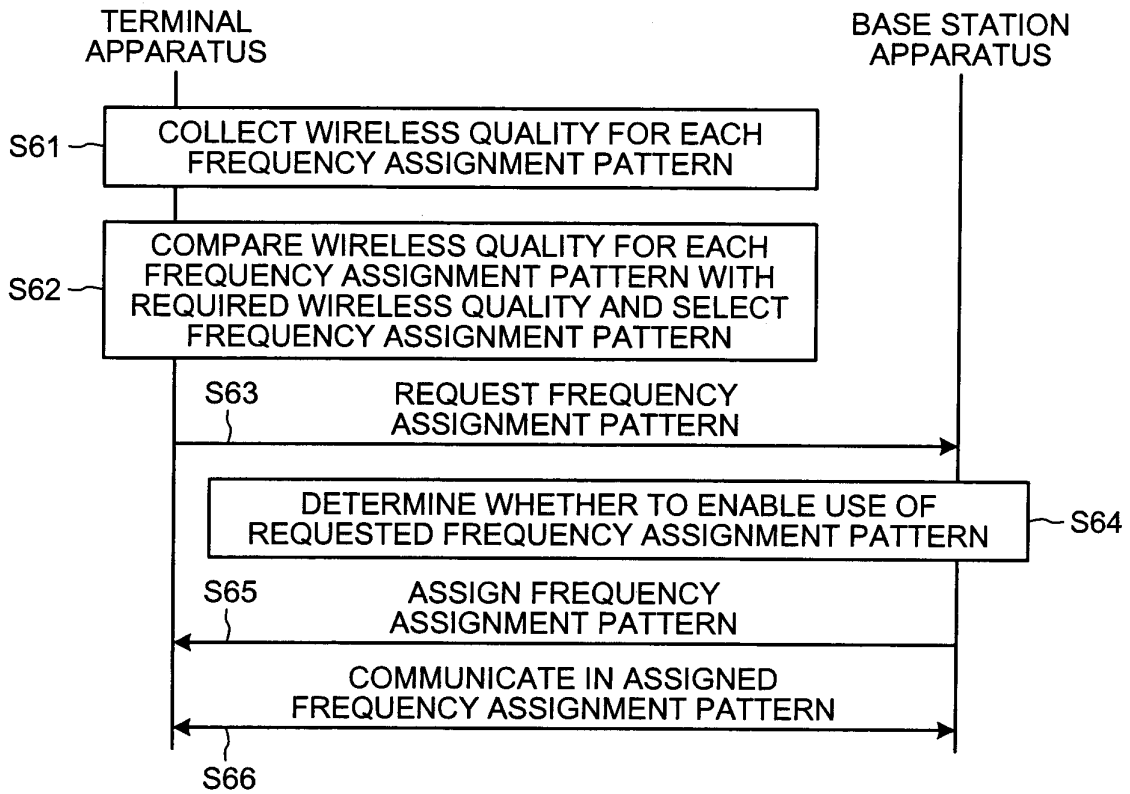 TERMINAL
APPARATUS
BASE STATION
APPARATUS
S61
COLLECT WIRELESS QUALITY FOR EACH
FREQUENCY ASSIGNMENT PATTERN
S62
COMPARE WIRELESS QUALITY FOR EACH
FREQUENCY ASSIGNMENT PATTERN WITH
REQUIRED WIRELESS QUALITY AND SELECT
FREQUENCY ASSIGNMENT PATTERN
S63
REQUEST FREQUENCY
ASSIGNMENT PATTERN
DETERMINE WHETHER TO ENABLE USE OF
REQUESTED FREQUENCY ASSIGNMENT PATTERN
S64
S65
ASSIGN FREQUENCY
ASSIGNMENT PATTERN
COMMUNICATE IN ASSIGNED
FREQUENCY ASSIGNMENT PATTERN
S66